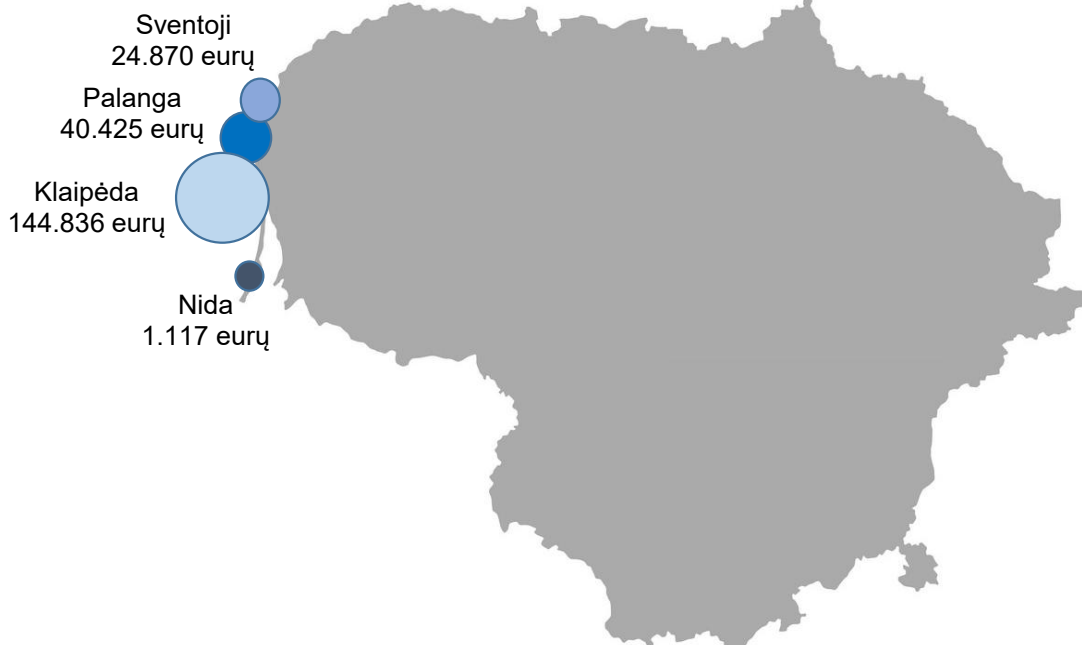 Sventoji
24.870 eurų
Palanga
40.425 eurų
Klaipėda
144.836 eurų
Nida
1.117 eurų